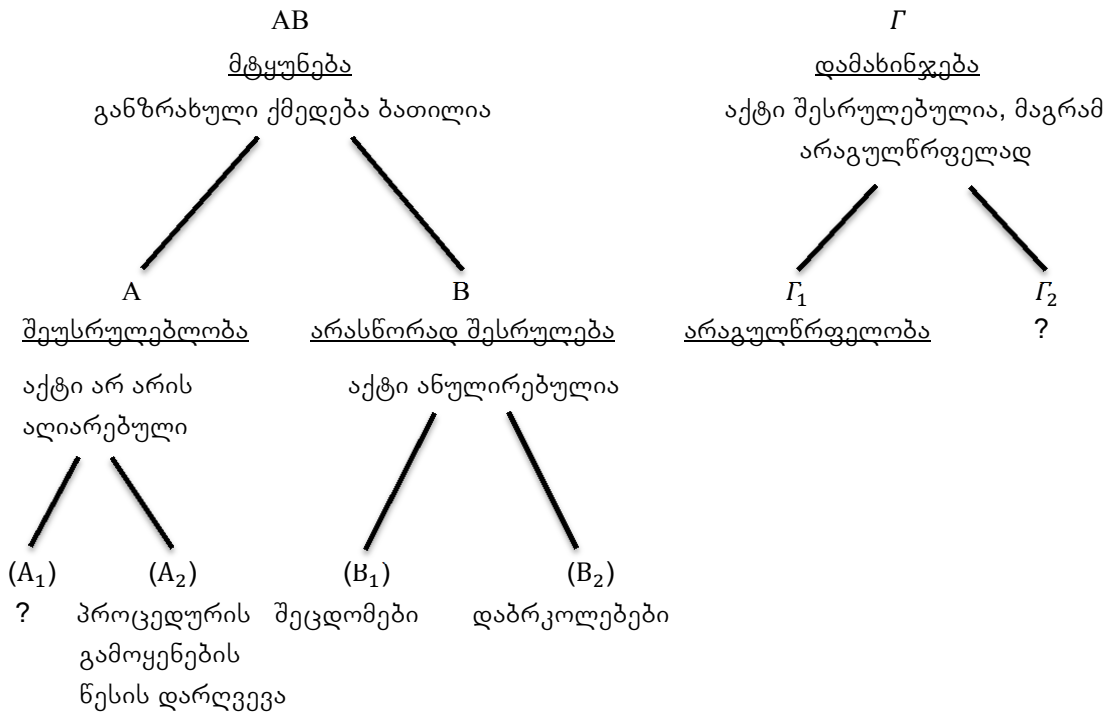 AB
მტყუნება
განზრახული ქმედება ბათილია
Γ
დამახინჯება
აქტი შესრულებულია, მაგრამ
არაგულწრფელად
A
შეუსრულებლობა
აქტი არ არის
აღიარებული
B
არასწორად შესრულება
აქტი ანულირებულია
Γ₁
არაგულწრფელობა
Γ₂
?
(A₁)
?
(A₂)
პროცედურის
გამოყენების
წესის დარღვევა
(B₁)
შეცდომები
(B₂)
დაბრკოლებები